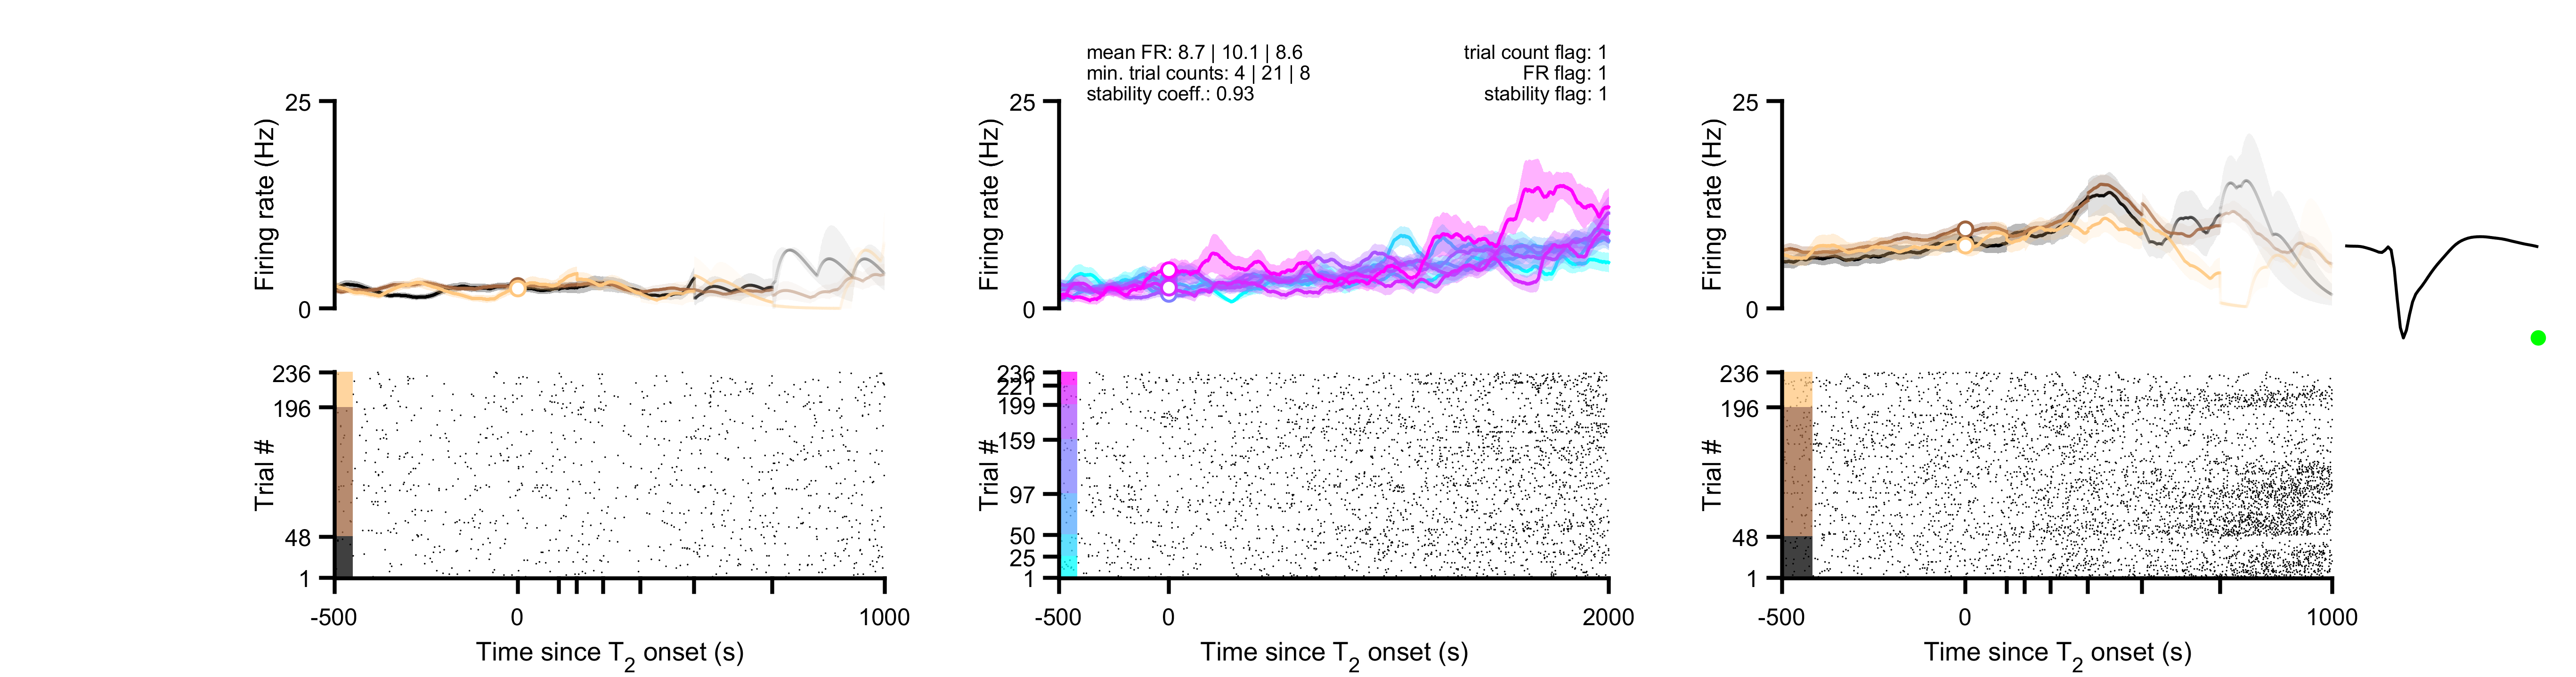 mean FR: 8.7 | 10.1 | 8.6
min. trial counts: 4 | 21 | 8
stability coeff.: 0.93
trial count flag: 1
FR flag: 1
stability flag: 1
25
0
Firing rate (Hz)
236
196
48
1
Trial #
-500
0
1000
Time since T2 onset (s)
25
0
Firing rate (Hz)
236
221
199
159
97
50
25
1
Trial #
-500
0
2000
Time since T2 onset (s)
25
0
Firing rate (Hz)
236
196
48
1
Trial #
-500
0
1000
Time since T2 onset (s)